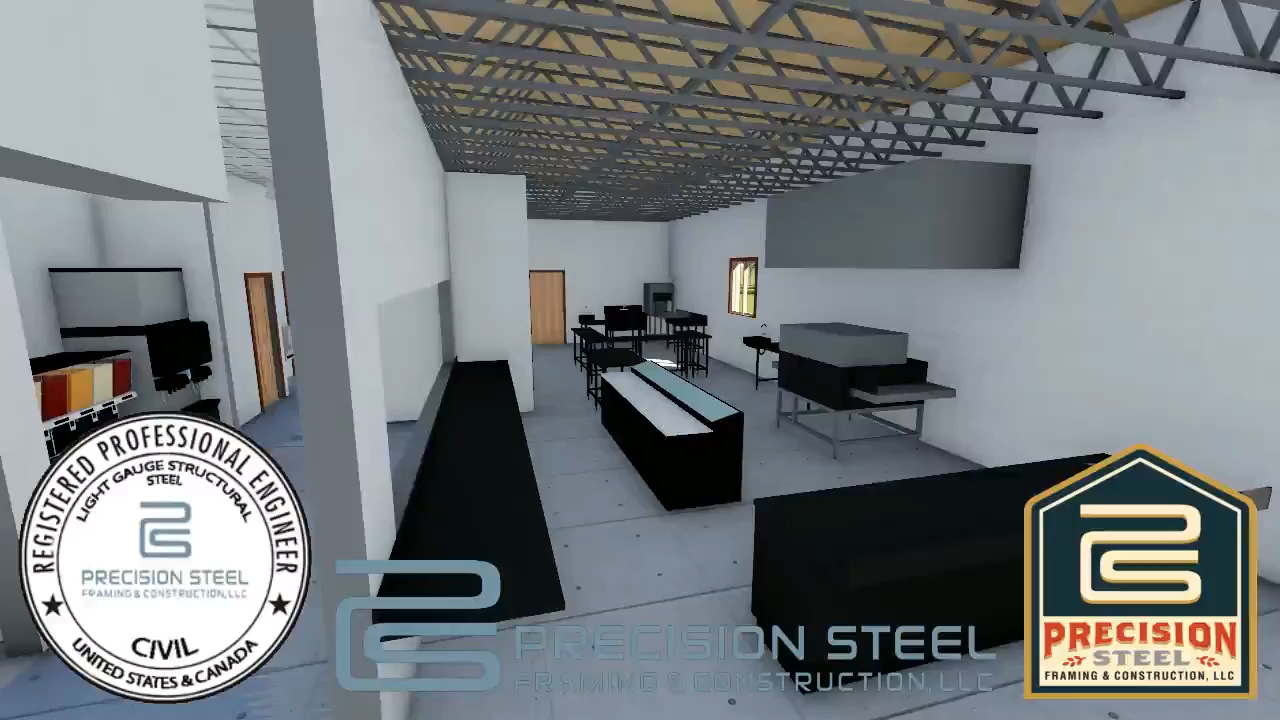 REGISTERED PROFESSIONAL ENGINEER
LIGHT GAUGE STRUCTURAL
STEEL
PRECISION STEEL
FRAMING & CONSTRUCTION, LLC
CIVIL
UNITED STATES & CANADA
PRECISION STEEL
FRAMING & CONSTRUCTION, LLC
PRECISION
STEEL
FRAMING & CONSTRUCTION, LLC